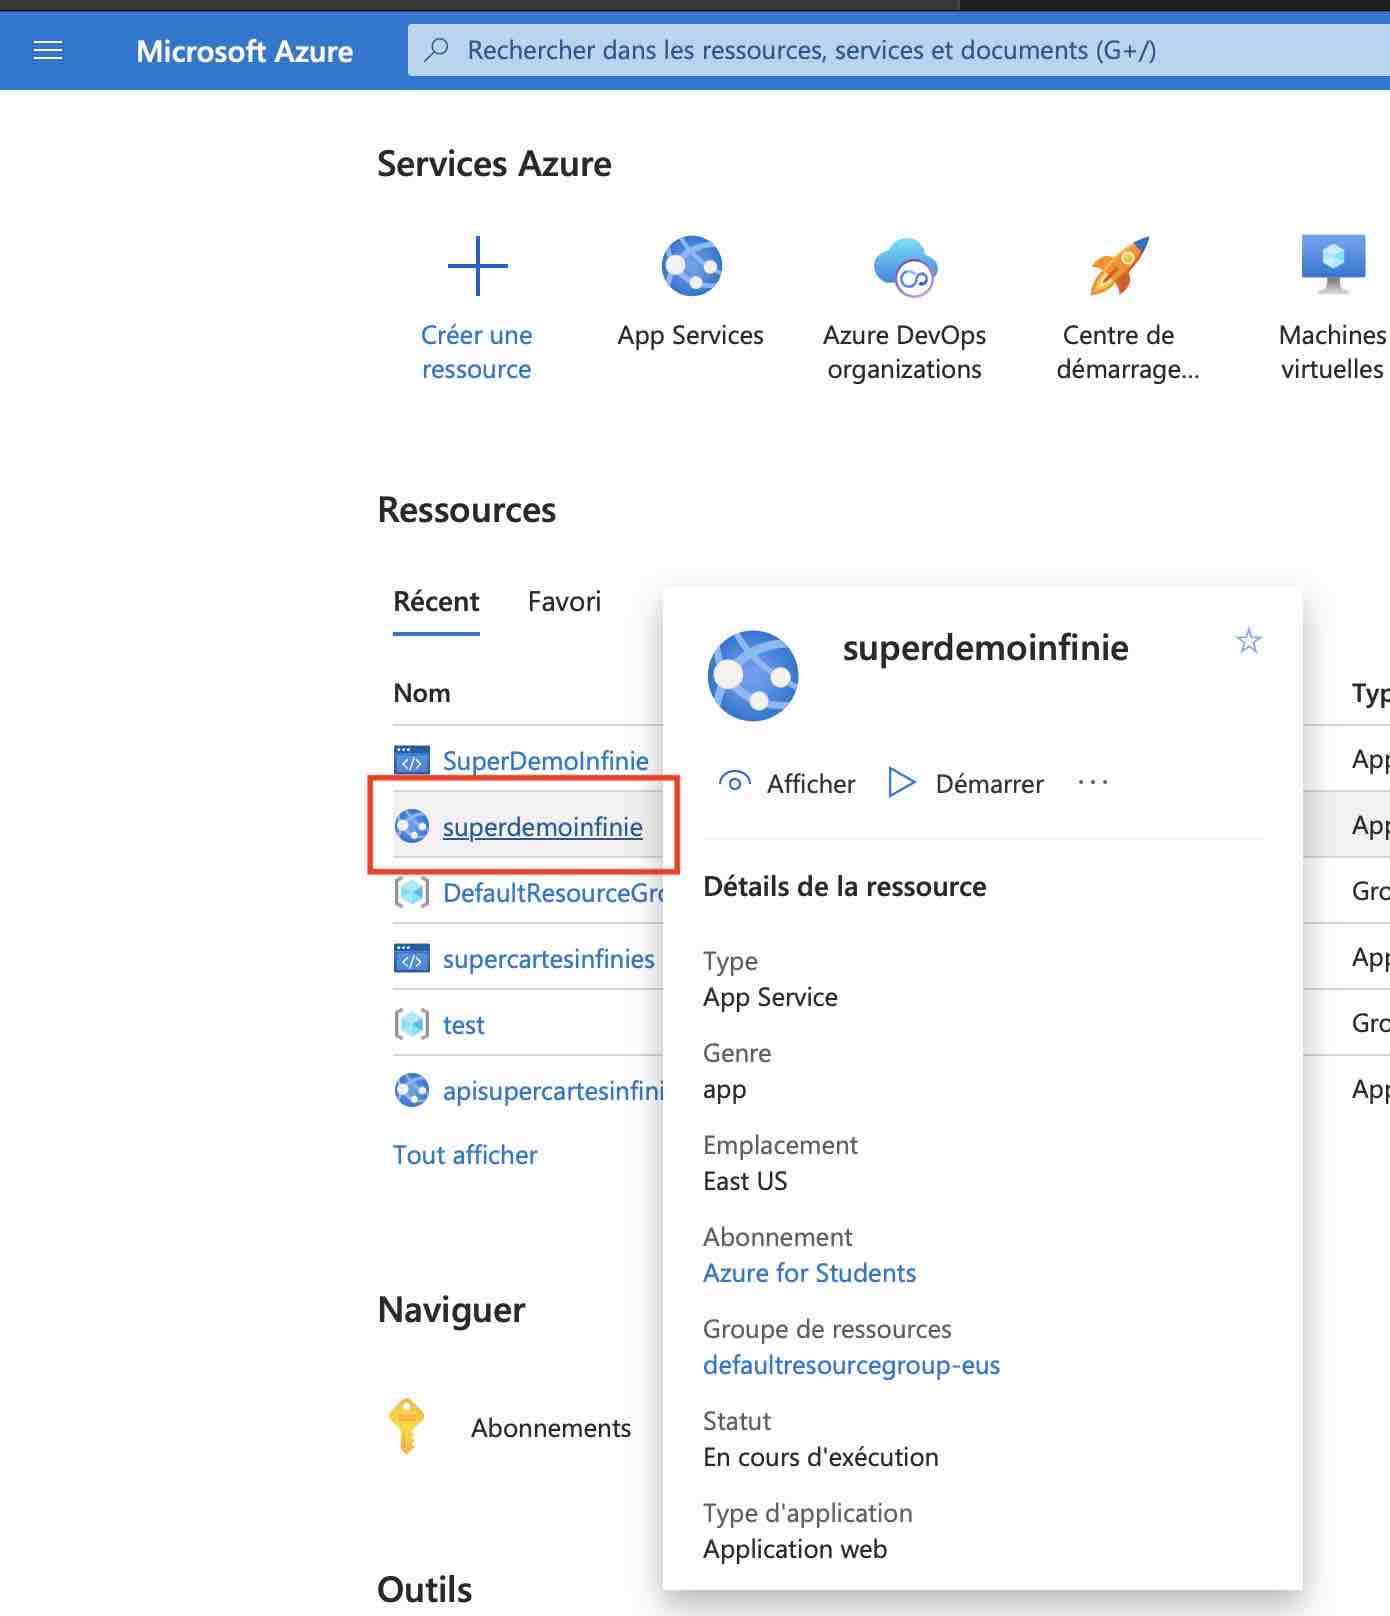 Microsoft Azure
Rechercher dans les ressources, services et documents (G+/)
Services Azure
Créer une
ressource
App Services
Azure DevOps
organizations
Centre de
démarrage...
Machines
virtuelles
Ressources
Récent
Favori
Nom
Typ
SuperDemoInfinie
App
superdemoinfinie
App
DefaultResourceGro
Gro
supercartesinfinies
App
test
Gro
apisupercartesinfini
App
Tout afficher
superdemoinfinie
Afficher
Démarrer
...
Détails de la ressource
Type
App Service
Genre
app
Emplacement
East US
Abonnement
Azure for Students
Groupe de ressources
defaultresourcegroup-eus
Statut
En cours d'exécution
Type d'application
Application web
Naviguer
Abonnements
Outils